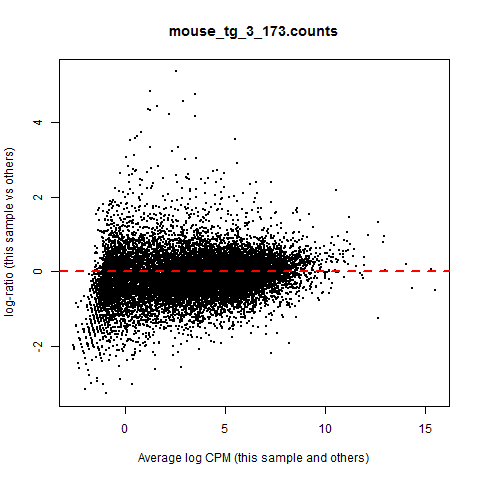 mouse_tg_3_173.counts
log-ratio (this sample vs others)
4
2
0
-2
0 5 10 15
Average log CPM (this sample and others)